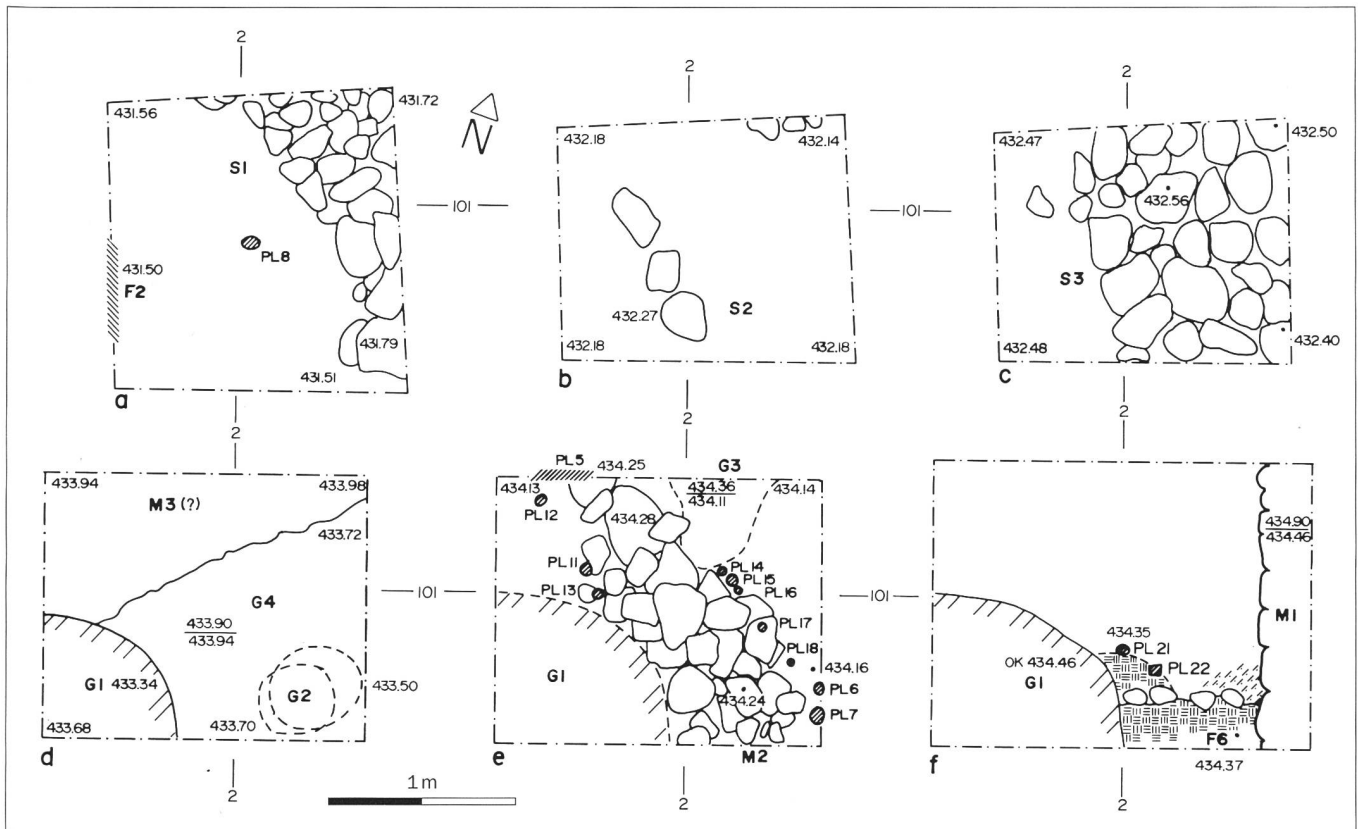 2
431.56
431.72
S1
PL8
431.50
F2
431.79
431.51
a
N
101
2
432.18
432.14
432.27
S2
432.18
432.18
b
101
2
432.47
432.50
432.56
S3
432.48
432.40
c
2
433.94
433.98
M3(?)
433.72
G4
433.90
433.94
G1
433.34
G2
433.50
433.68
433.70
d
2
101
2
PL5
434.25
G3
434.13
434.36
434.11
434.14
PL12
434.28
PL11
PL14
PL15
PL13
PL16
PL17
G1
PL18
434.16
PL6
434.24
PL7
e
M2
2
101
2
434.90
434.46
434.35
M1
PL21
OK 434.46
PL22
G1
F6
f
434.37
2
1m